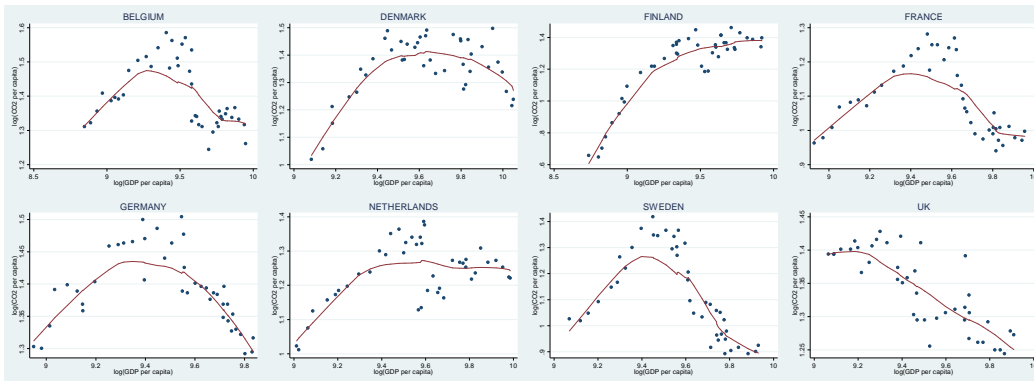 BELGIUM
log(CO2 per capita)
1.2 1.3 1.4 1.5 1.6
8.5 9 9.5 10
log(GDP per capita)
DENMARK
log(CO2 per capita)
1 1.1 1.2 1.3 1.4 1.5
9 9.2 9.4 9.6 9.8 10
log(GDP per capita)
FINLAND
log(CO2 per capita)
.6 .8 1 1.2 1.4
8.5 9 9.5 10
log(GDP per capita)
FRANCE
log(CO2 per capita)
.9 1 1.1 1.2 1.3
9 9.2 9.4 9.6 9.8 10
log(GDP per capita)
GERMANY
log(CO2 per capita)
1.3 1.35 1.4 1.45 1.5
9 9.2 9.4 9.6 9.8
log(GDP per capita)
NETHERLANDS
log(CO2 per capita)
1 1.1 1.2 1.3 1.4
9 9.2 9.4 9.6 9.8 10
log(GDP per capita)
SWEDEN
log(CO2 per capita)
.9 1 1.1 1.2 1.3 1.4
9 9.2 9.4 9.6 9.8 10
log(GDP per capita)
UK
log(CO2 per capita)
1.25 1.3 1.35 1.4 1.45
9 9.2 9.4 9.6 9.8 10
log(GDP per capita)